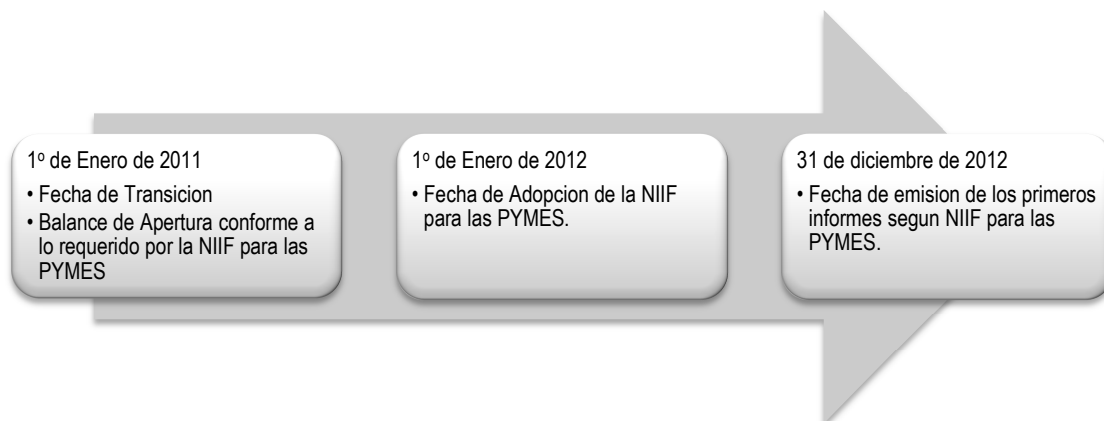 1º de Enero de 2011
• Fecha de Transicion
• Balance de Apertura conforme a
lo requerido por la NIIF para las
PYMES
1º de Enero de 2012
• Fecha de Adopcion de la NIIF
para las PYMES.
31 de diciembre de 2012
• Fecha de emision de los primeros
informes segun NIIF para las
PYMES.